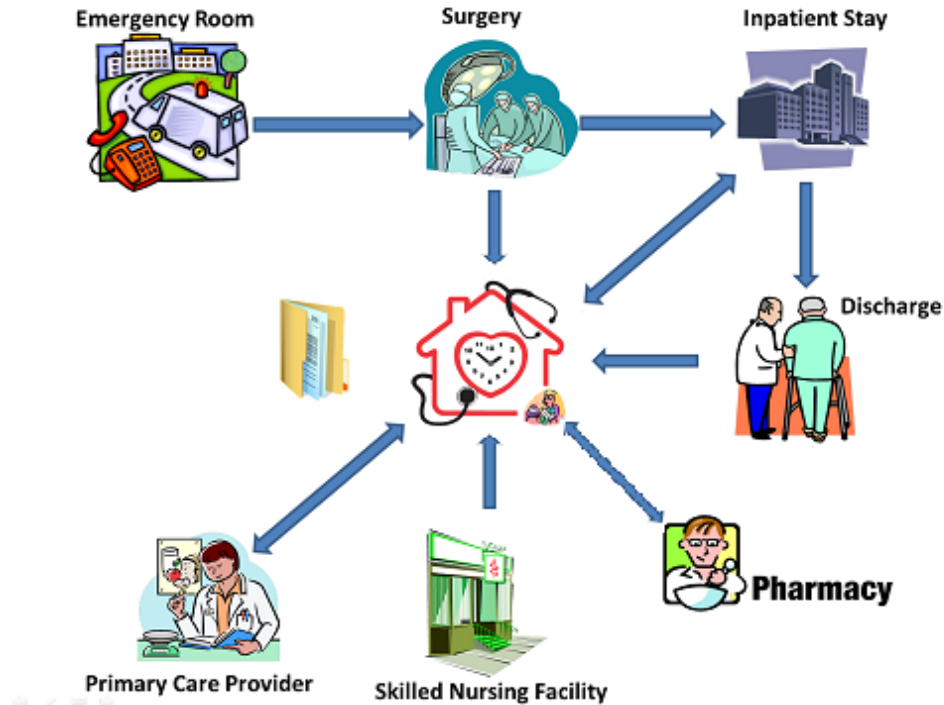 Emergency Room
Surgery
Inpatient Stay
Discharge
Pharmacy
Primary Care Provider
Skilled Nursing Facility